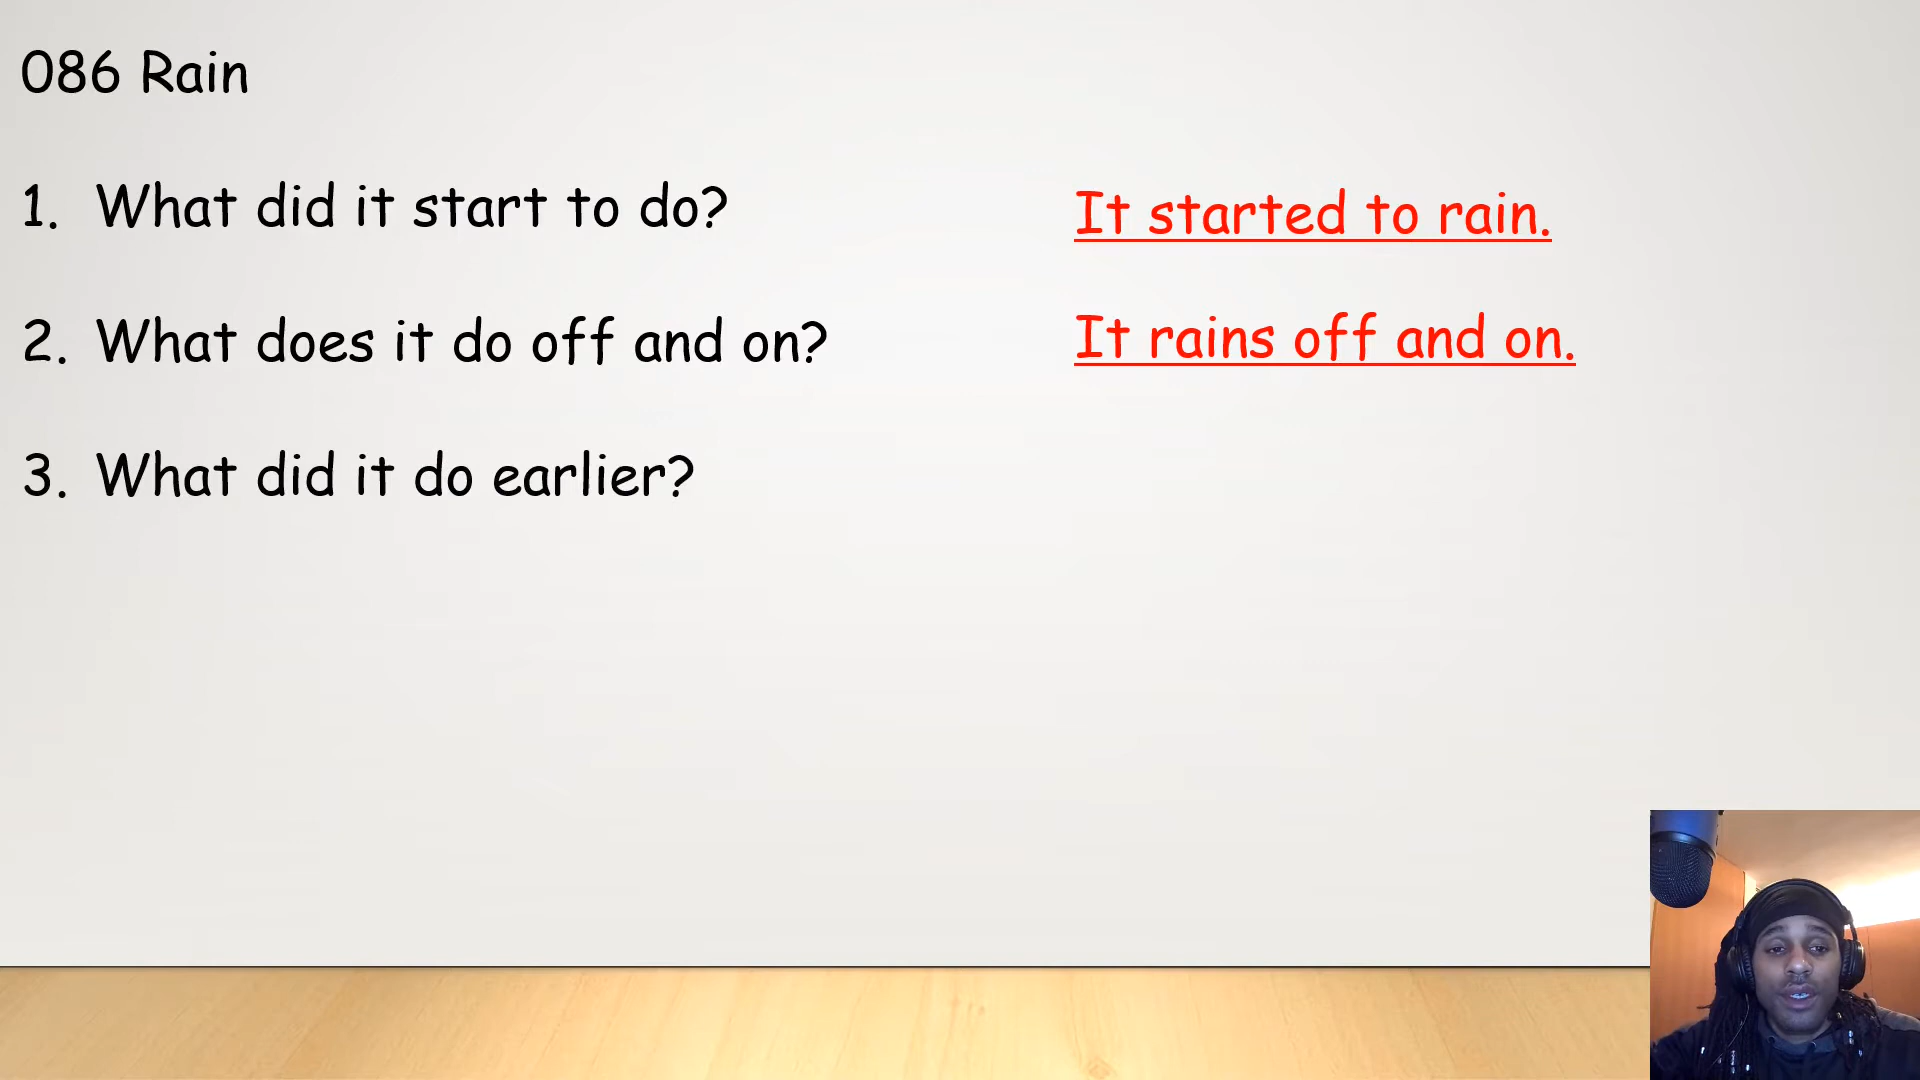 086 Rain
1. What did it start to do? It started to rain.
2. What does it do off and on? It rains off and on.
3. What did it do earlier?